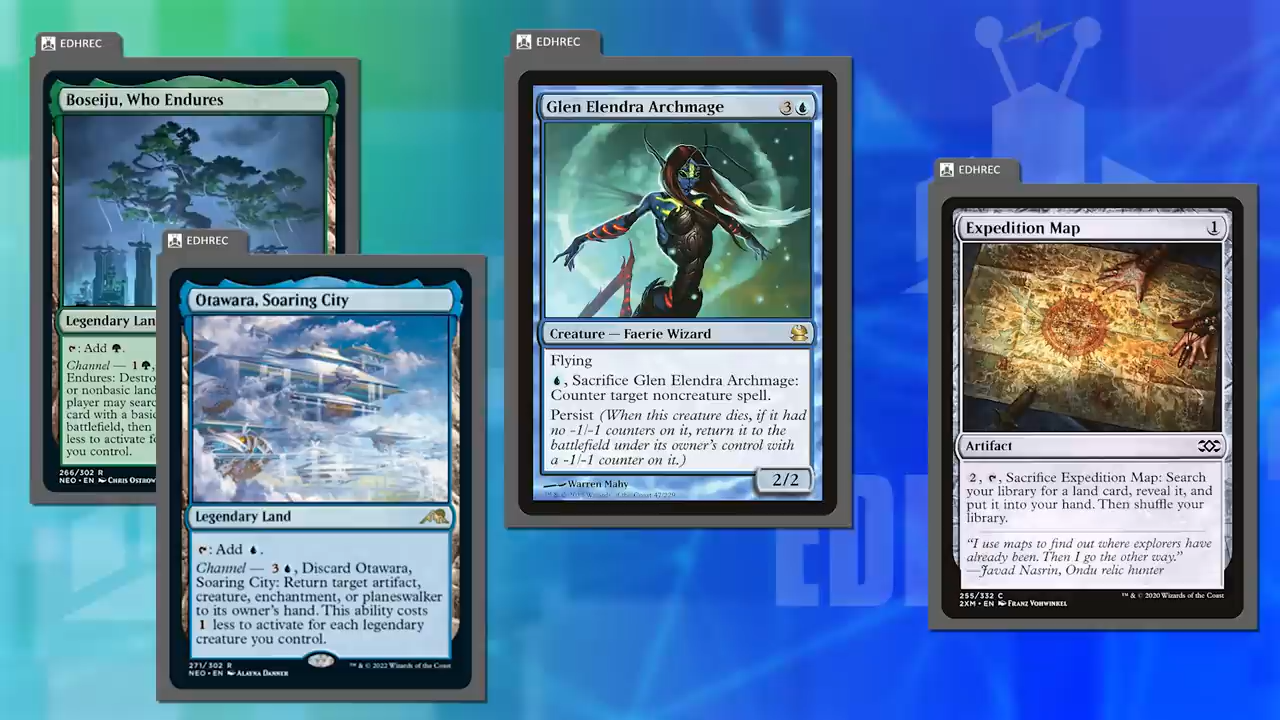 EDHREC
Boseiju, Who Endures
Legendary Lan
: Add .
Channel — 1 ,
Endures: Destro
or nonbasic land
player may searc
card with a basic
battlefield, then
less to activate fo
you control.
266/302 R
NEO • EN Chris Ostrow
EDHREC
Otawara, Soaring City
Legendary Land
: Add .
Channel — 3 , Discard Otawara,
Soaring City: Return target artifact,
creature, enchantment, or planeswalker
to its owner's hand. This ability costs
1 less to activate for each legendary
creature you control.
271/302 R
NEO • EN Alayna Danner
™ & © 2022 Wizards of the Coast
EDHREC
Glen Elendra Archmage 3
Creature — Faerie Wizard
Flying
, Sacrifice Glen Elendra Archmage:
Counter target noncreature spell.
Persist (When this creature dies, if it had
no -1/-1 counters on it, return it to the
battlefield under its owner's control with
a -1/-1 counter on it.)
Warren Mahy
2/2
EDHREC
Expedition Map 1
Artifact
2, , Sacrifice Expedition Map: Search
your library for a land card, reveal it, and
put it into your hand. Then shuffle your
library.
"I use maps to find out where explorers have
already been. Then I go the other way."
—Javad Nasrin, Ondu relic hunter
255/332 C
2XM • EN Franz Vohwinkel
™ & © 2020 Wizards of the Coast
ED